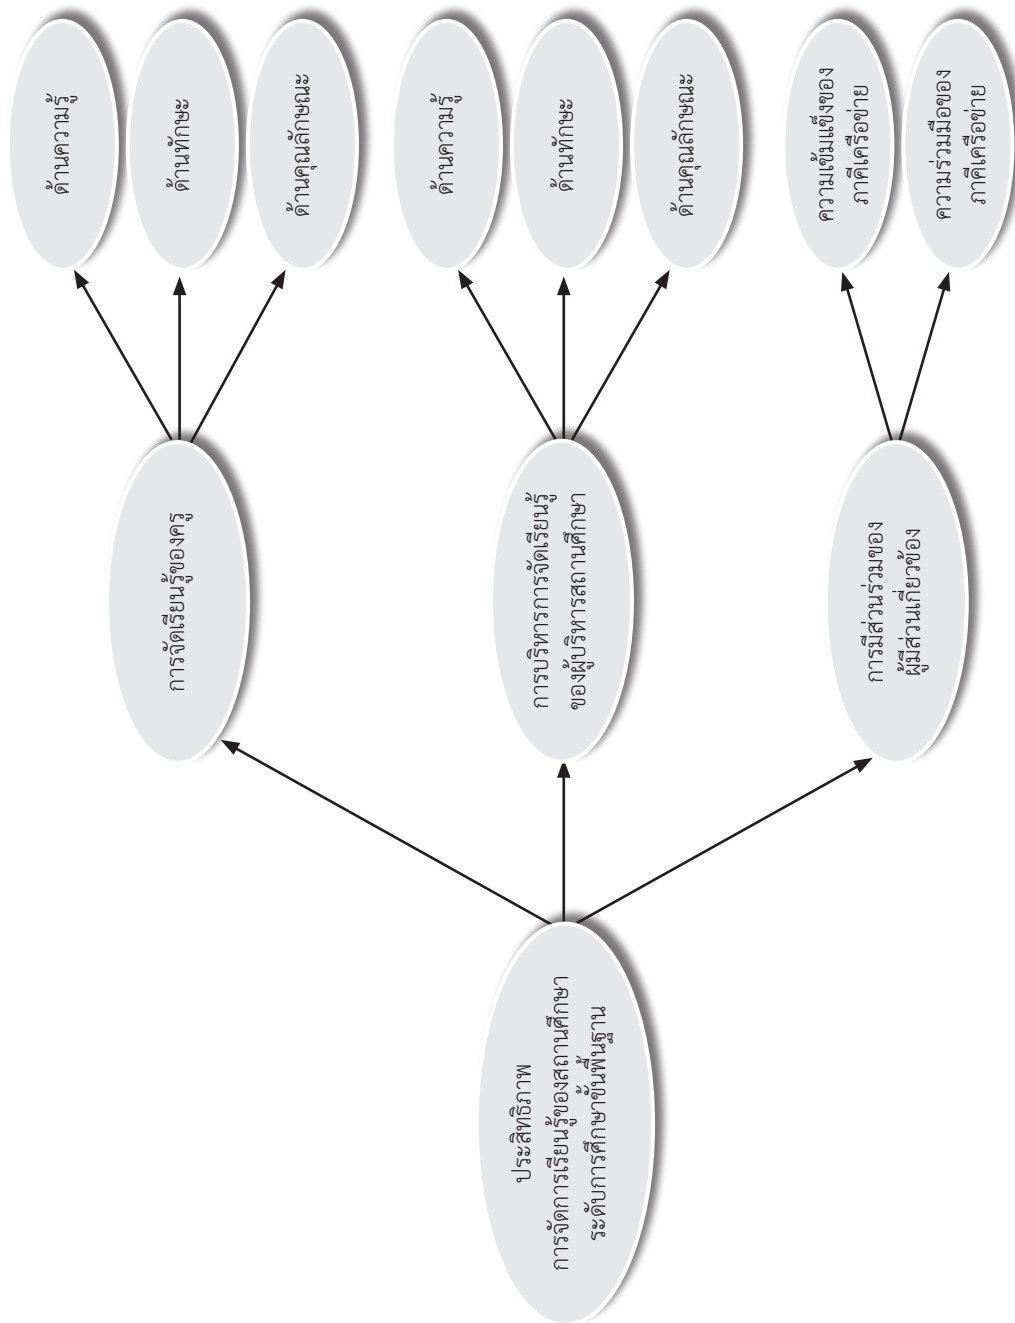 ประสิทธิภาพ
การจัดการเรียนรู้ของสถานศึกษา
ระดับการศึกษาขั้นพื้นฐาน
การจัดเรียนรู้ของครู
การบริหารการจัดเรียนรู้
ของผู้บริหารสถานศึกษา
การมีส่วนร่วมของ
ผู้มีส่วนเกี่ยวข้อง
ด้านความรู้
ด้านทักษะ
ด้านคุณลักษณะ
ด้านความรู้
ด้านทักษะ
ด้านคุณลักษณะ
ความเข้มแข็งของ
ภาคีเครือข่าย
ความร่วมมือของ
ภาคีเครือข่าย